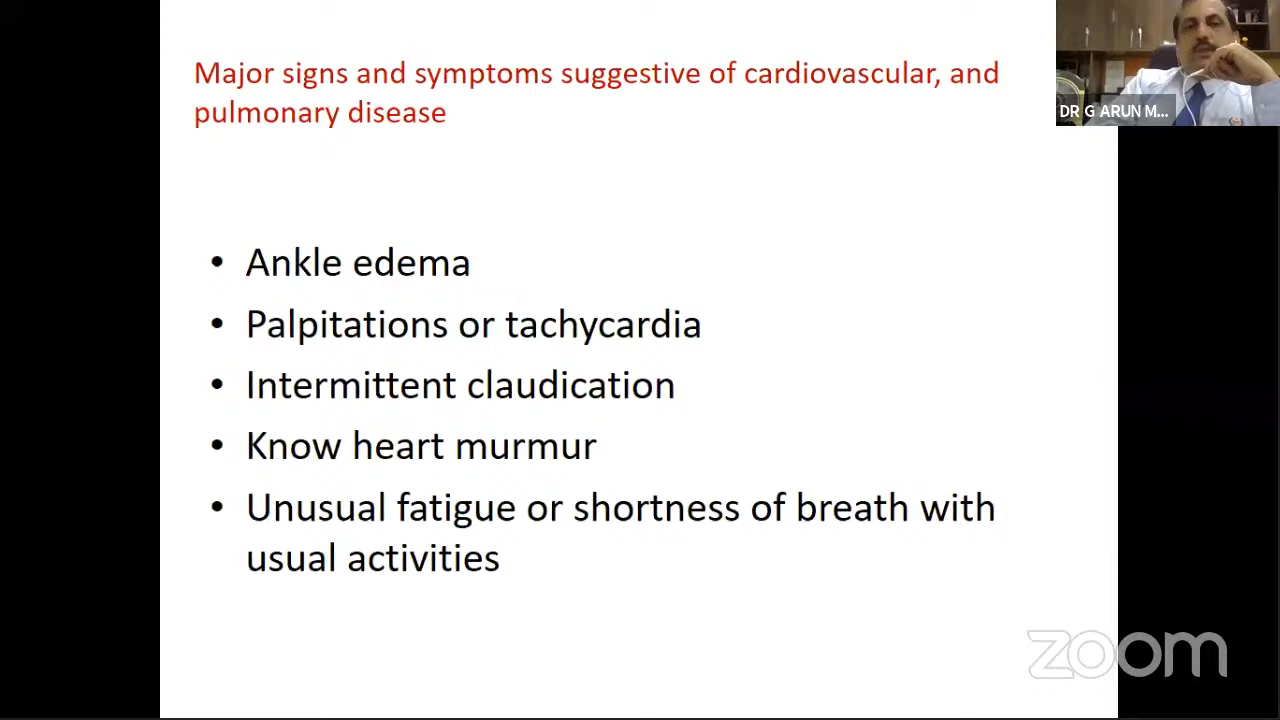 Major signs and symptoms suggestive of cardiovascular, and
pulmonary disease
DR G ARUN M...
• Ankle edema
• Palpitations or tachycardia
• Intermittent claudication
• Know heart murmur
• Unusual fatigue or shortness of breath with
usual activities
zoom